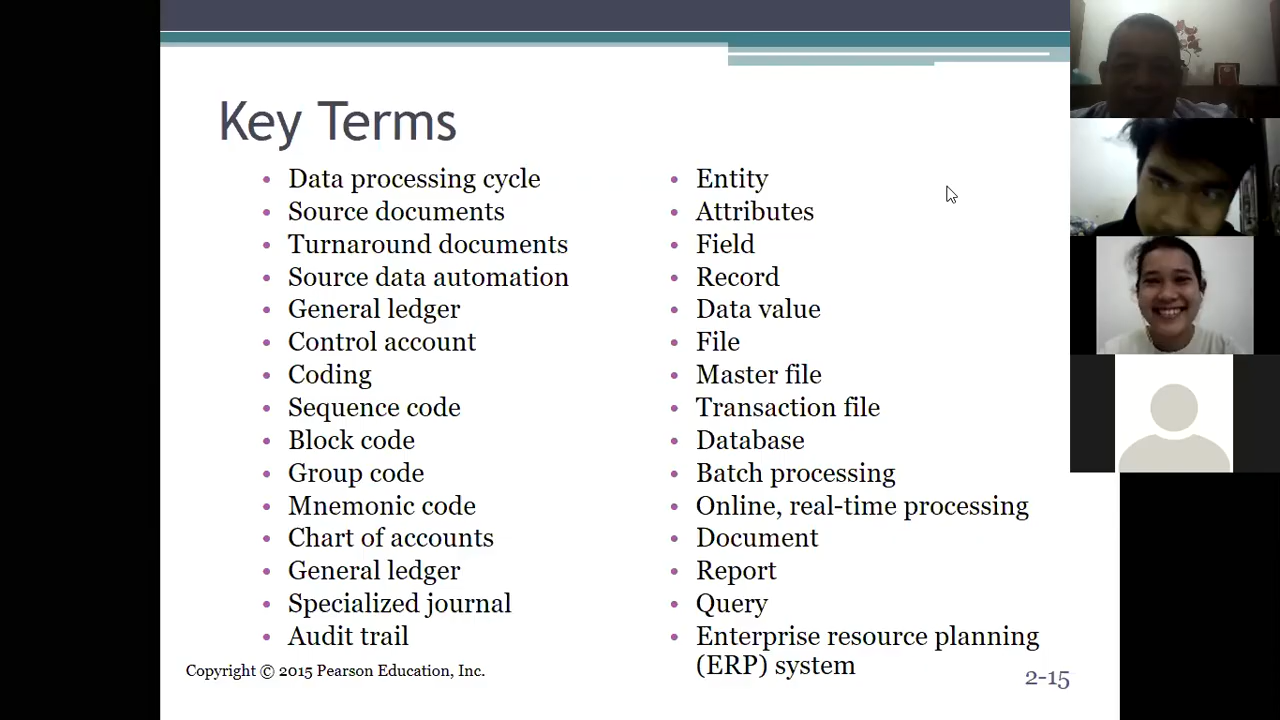 Key Terms
Data processing cycle
Source documents
Turnaround documents
Source data automation
General ledger
Control account
Coding
Sequence code
Block code
Group code
Mnemonic code
Chart of accounts
General ledger
Specialized journal
Audit trail
Entity
Attributes
Field
Record
Data value
File
Master file
Transaction file
Database
Batch processing
Online, real-time processing
Document
Report
Query
Enterprise resource planning
(ERP) system
Copyright © 2015 Pearson Education, Inc.
2-15